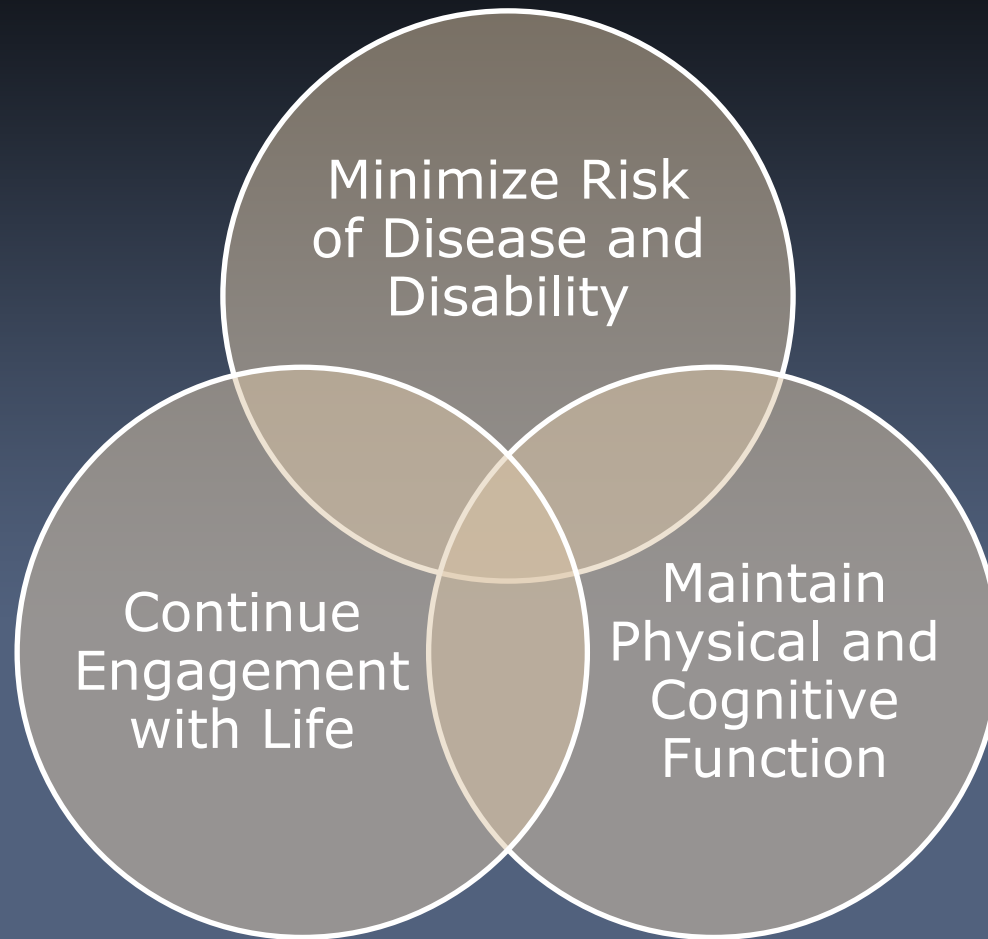 Minimize Risk
of Disease and
Disability
Continue
Engagement
with Life
Maintain
Physical and
Cognitive
Function